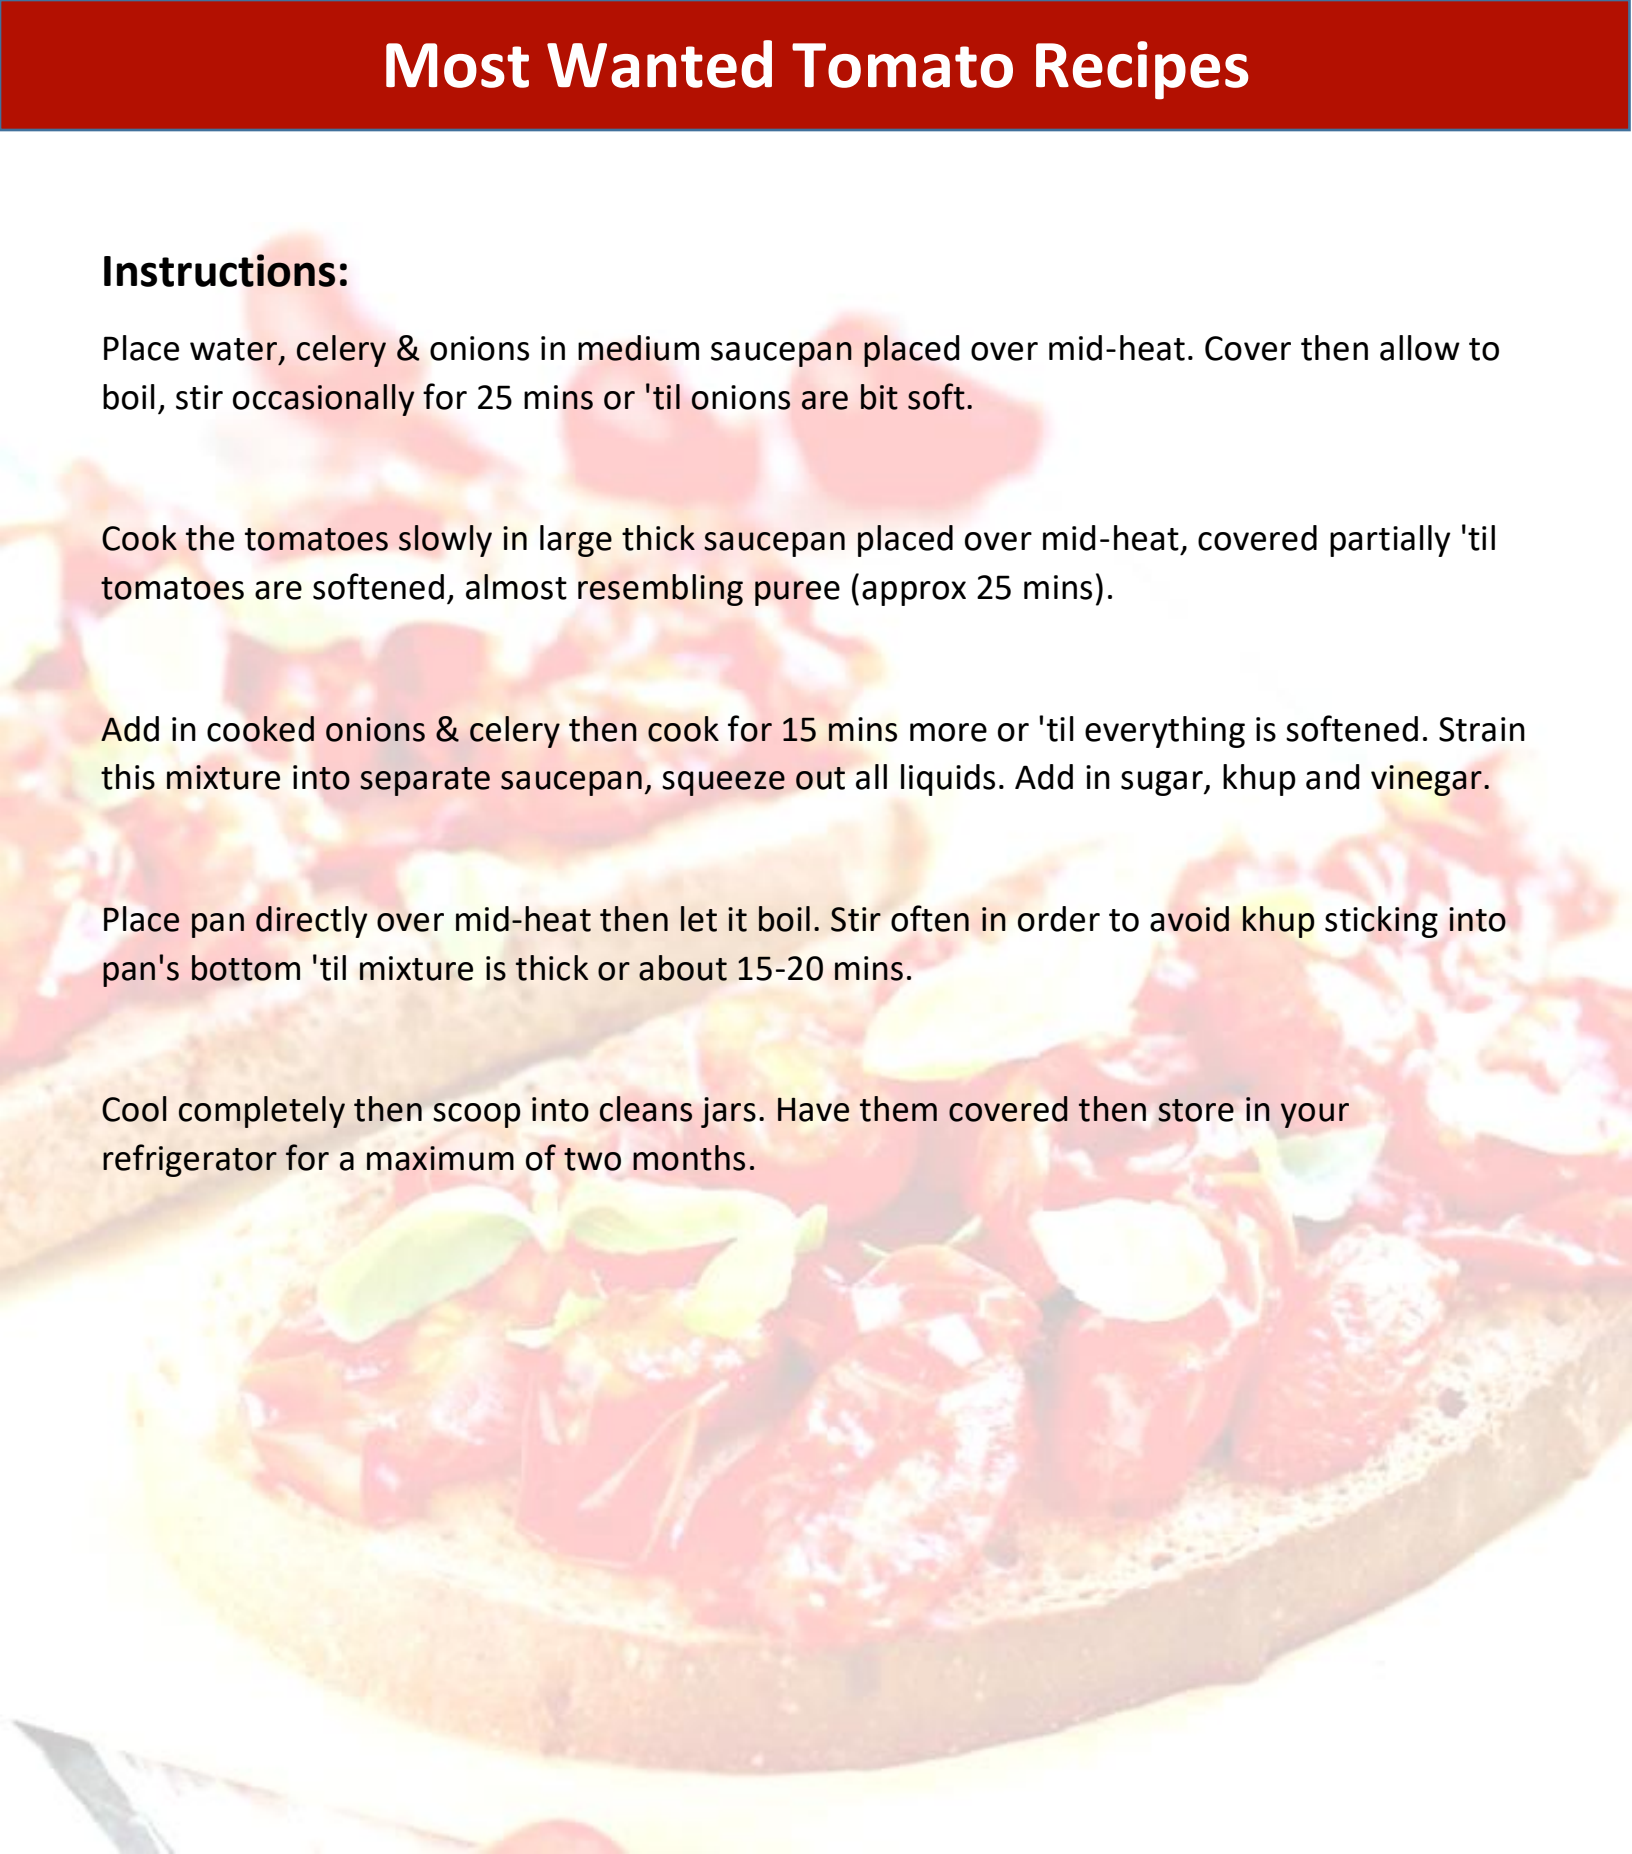 Most Wanted Tomato Recipes
Instructions:
Place water, celery & onions in medium saucepan placed over mid-heat. Cover then allow to
boil, stir occasionally for 25 mins or 'til onions are bit soft.
Cook the tomatoes slowly in large thick saucepan placed over mid-heat, covered partially 'til
tomatoes are softened, almost resembling puree (approx 25 mins).
Add in cooked onions & celery then cook for 15 mins more or 'til everything is softened. Strain
this mixture into separate saucepan, squeeze out all liquids. Add in sugar, khup and vinegar.
Place pan directly over mid-heat then let it boil. Stir often in order to avoid khup sticking into
pan's bottom 'til mixture is thick or about 15-20 mins.
Cool completely then scoop into cleans jars. Have them covered then store in your
refrigerator for a maximum of two months.